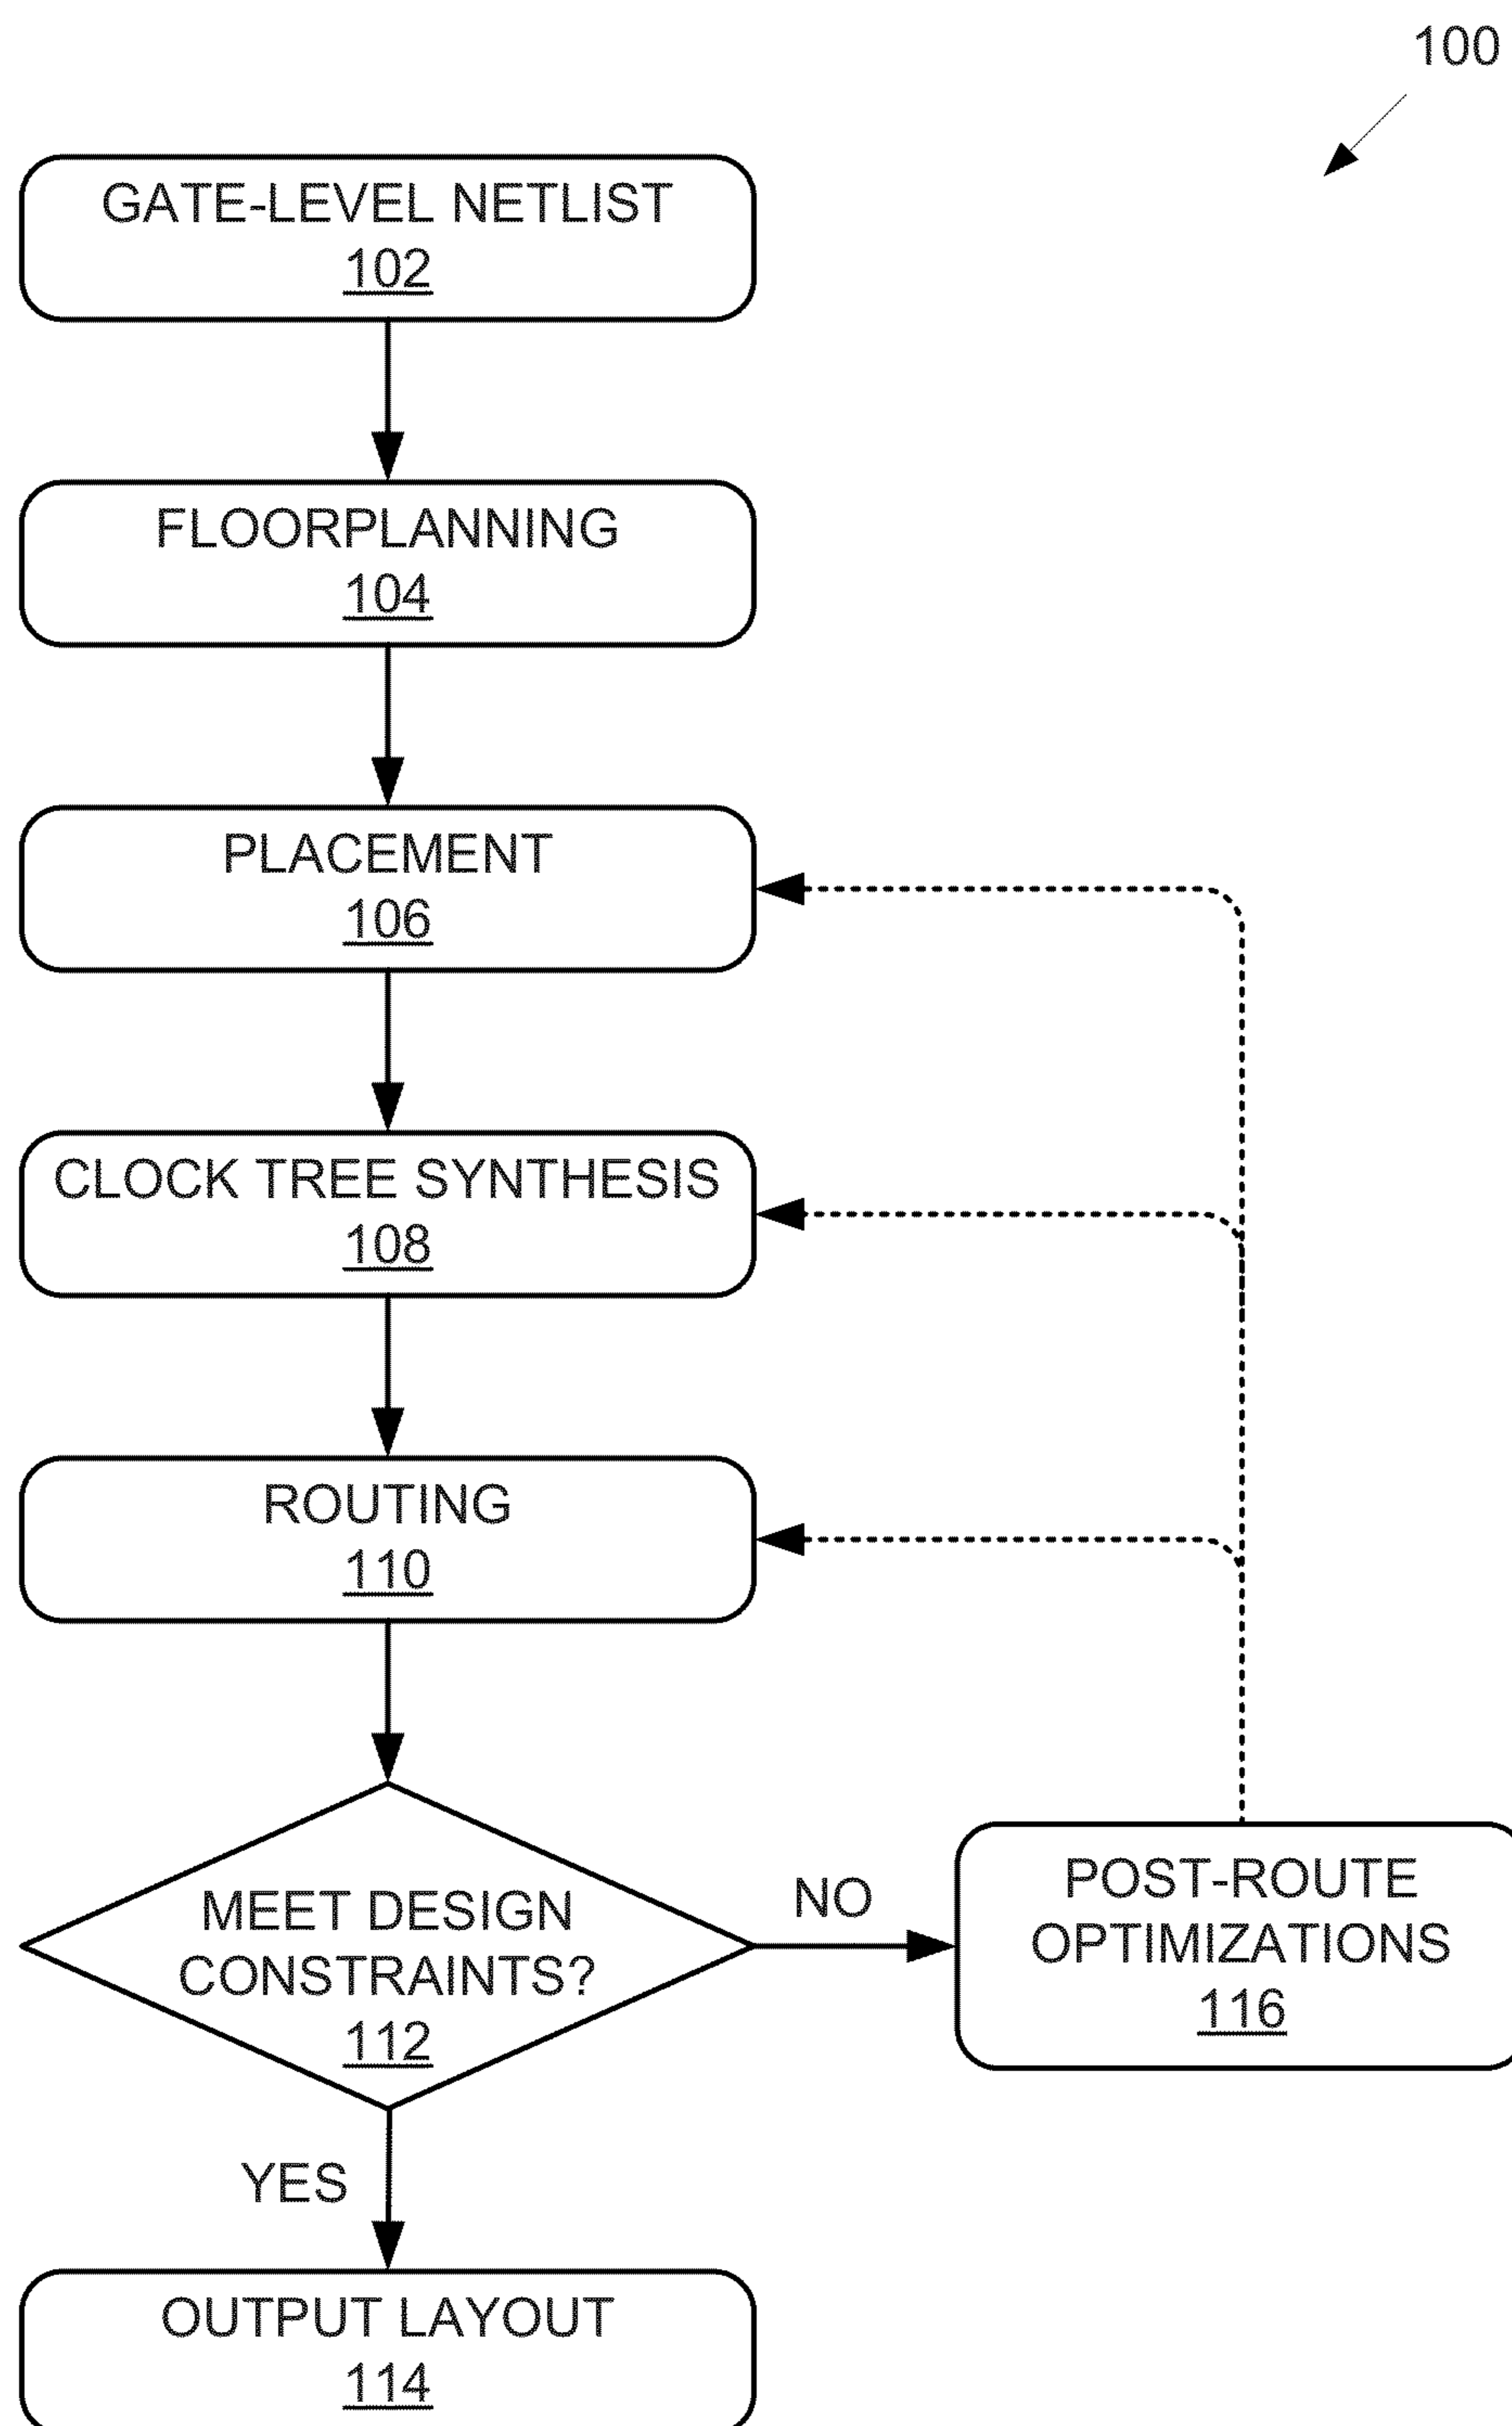 100
GATE-LEVEL NETLIST
102
FLOORPLANNING
104
PLACEMENT
106
CLOCK TREE SYNTHESIS
108
ROUTING
110
MEET DESIGN
CONSTRAINTS?
112
NO
POST-ROUTE
OPTIMIZATIONS
116
YES
OUTPUT LAYOUT
114